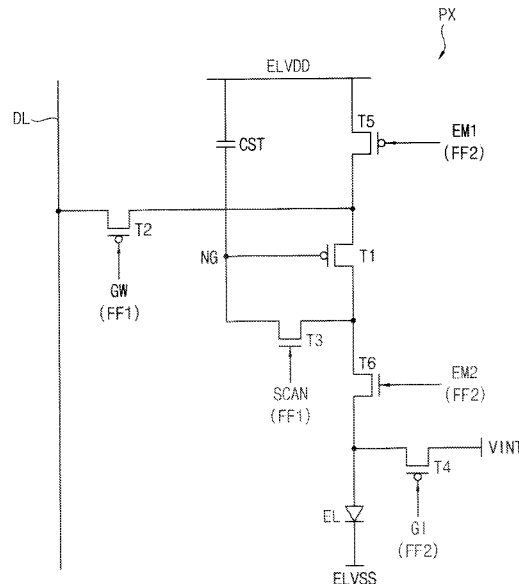 PX
ELVDD
DL
T5
EM1
(FF2)
CST
T2
NG
T1
GW
(FF1)
T3
T6
EM2
(FF2)
SCAN
(FF1)
VINT
T4
EL
GI
(FF2)
ELVSS